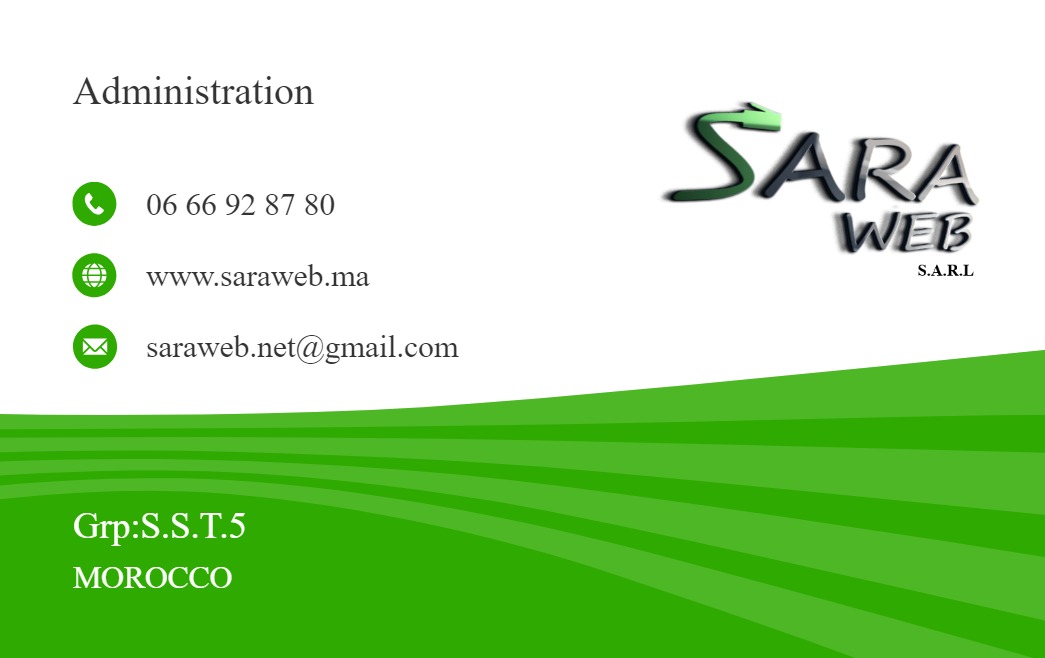 Administration
SARA
WEB
S.A.R.L
06 66 92 87 80
www.saraweb.ma
saraweb.net@gmail.com
Grp:S.S.T.5
MOROCCO